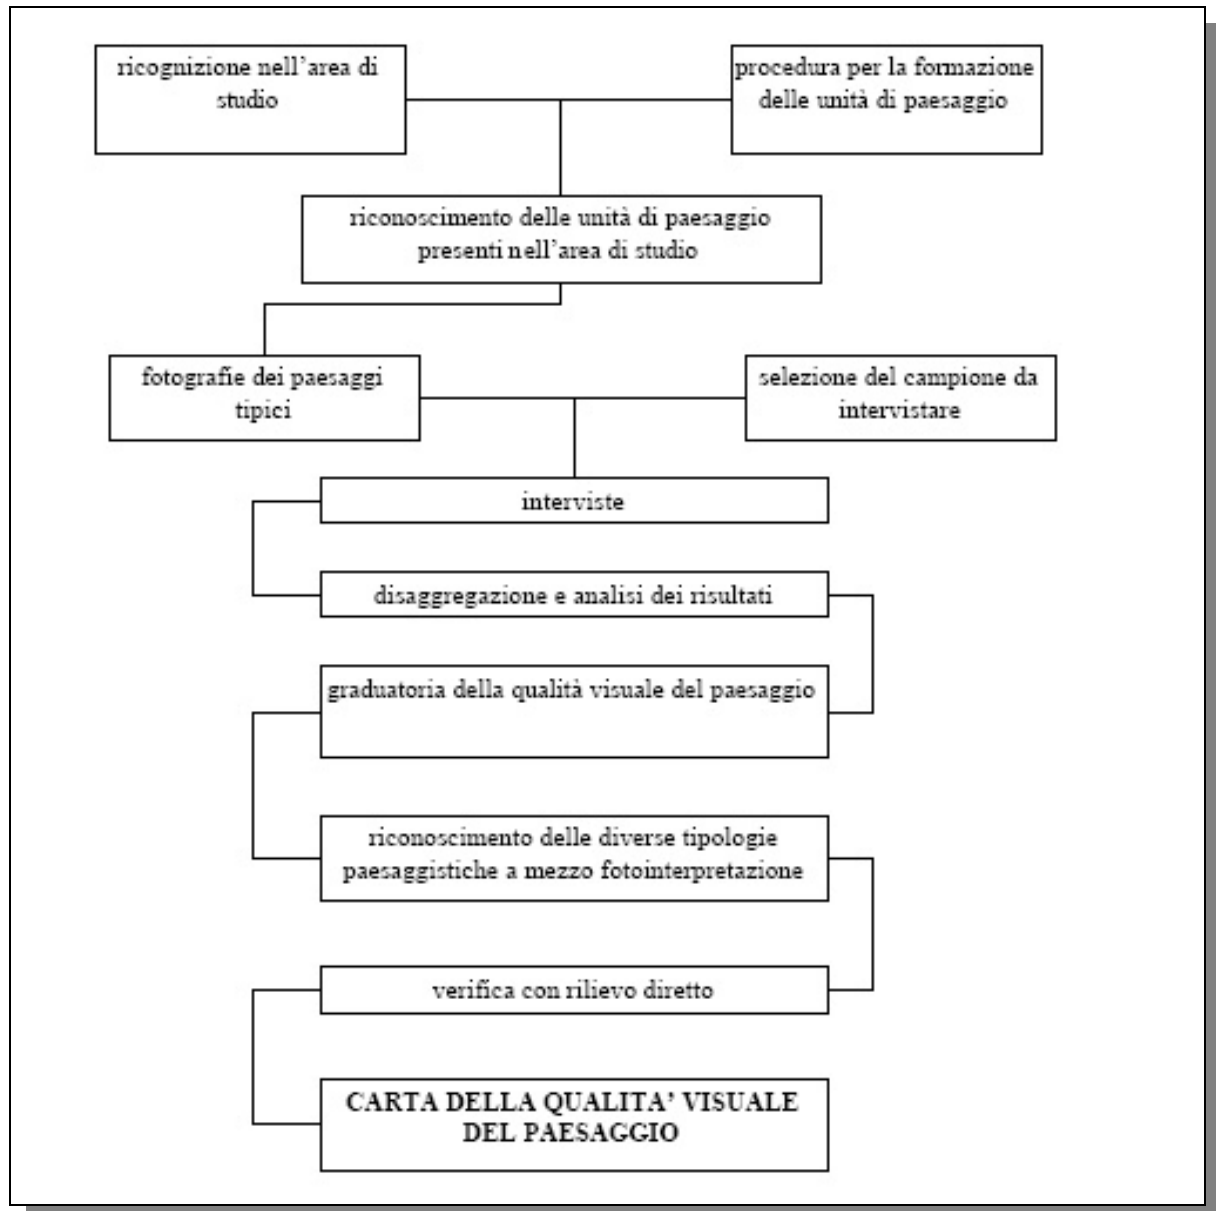 ricognizione nell’area di
studio
procedura per la formazione
delle unità di paesaggio
riconoscimento delle unità di paesaggio
presenti nell’area di studio
fotografie dei paesaggi
tipici
selezione del campione da
intervistare
interviste
disaggregazione e analisi dei risultati
graduatoria della qualità visuale del paesaggio
riconoscimento delle diverse tipologie
paesaggistiche a mezzo fotointerpretazione
verifica con rilievo diretto
CARTA DELLA QUALITA’ VISUALE
DEL PAESAGGIO